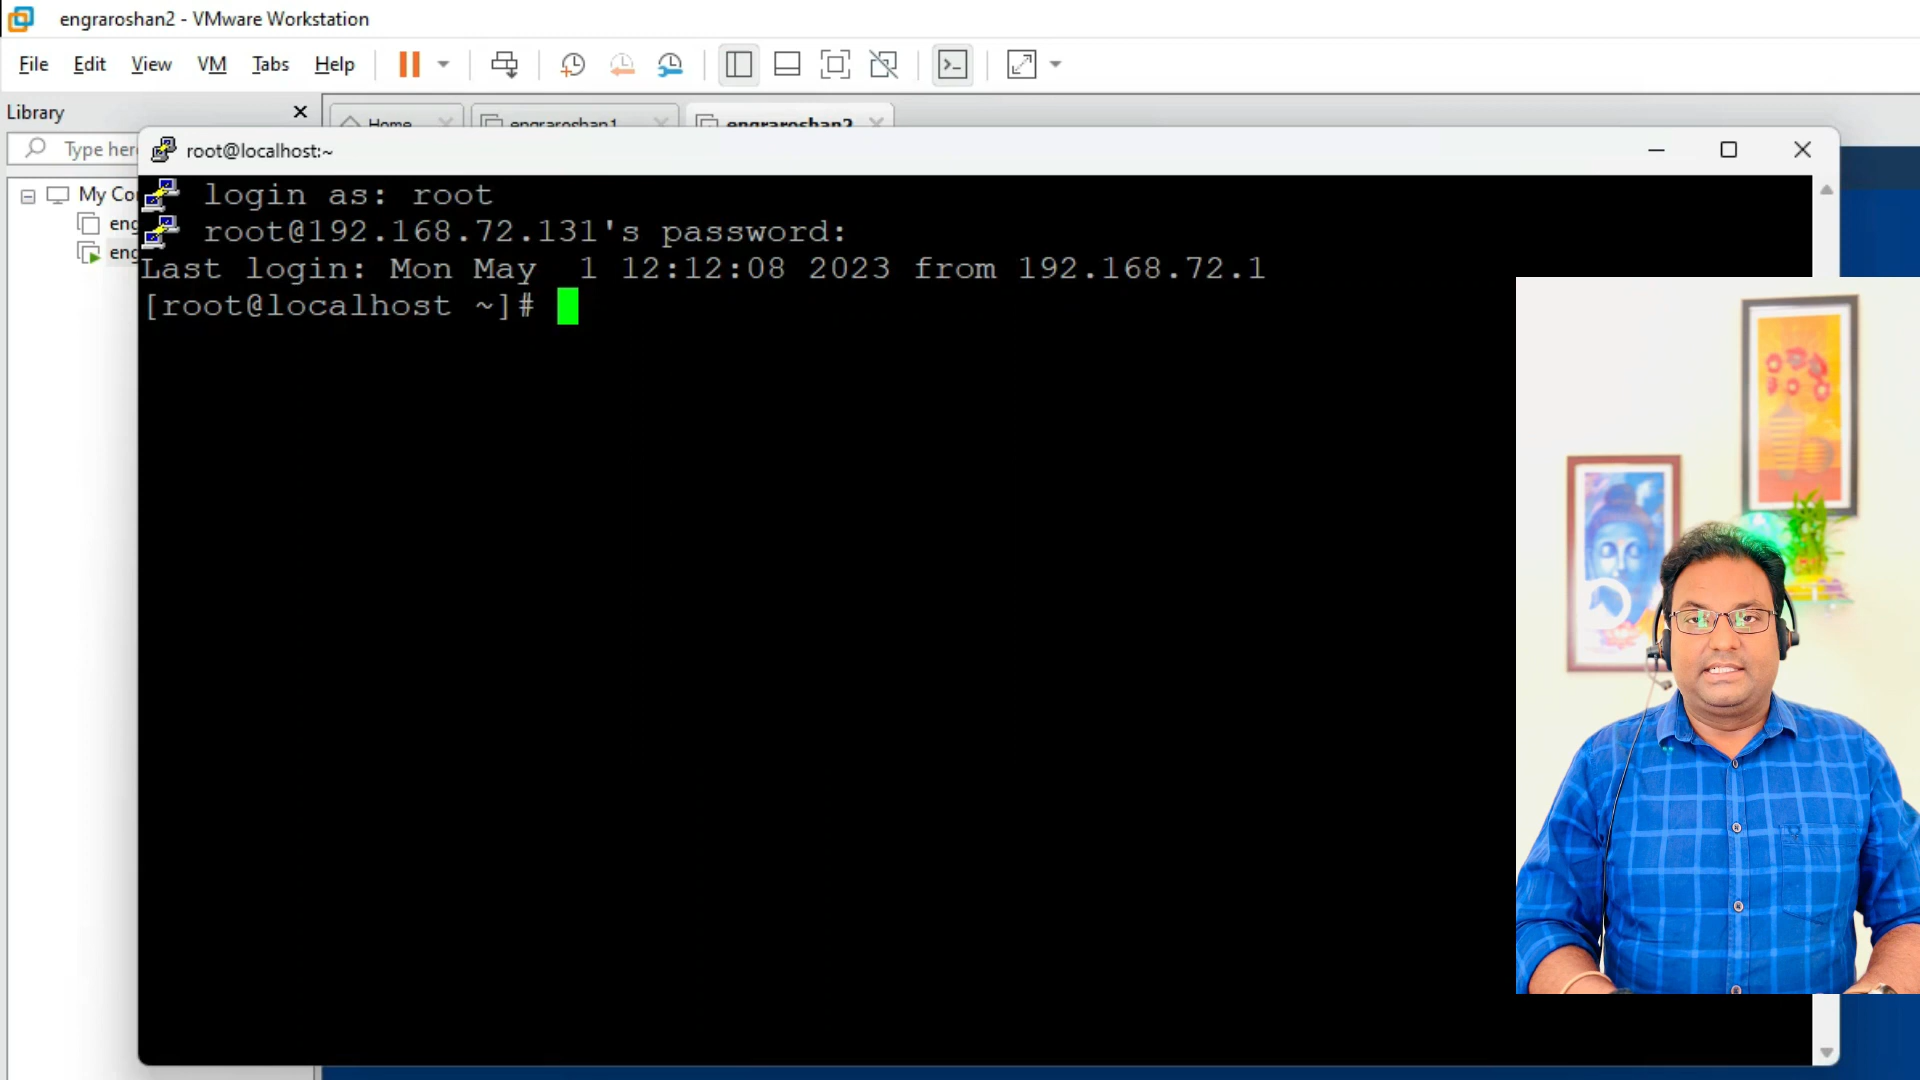 engraroshan2 - VMware Workstation
File Edit View VM Tabs Help
Library
Home engraroshan1 engraroshan2
Type here
root@localhost:~
My Co
eng
eng
login as: root
root@192.168.72.131's password:
Last login: Mon May  1 12:12:08 2023 from 192.168.72.1
[root@localhost ~]#